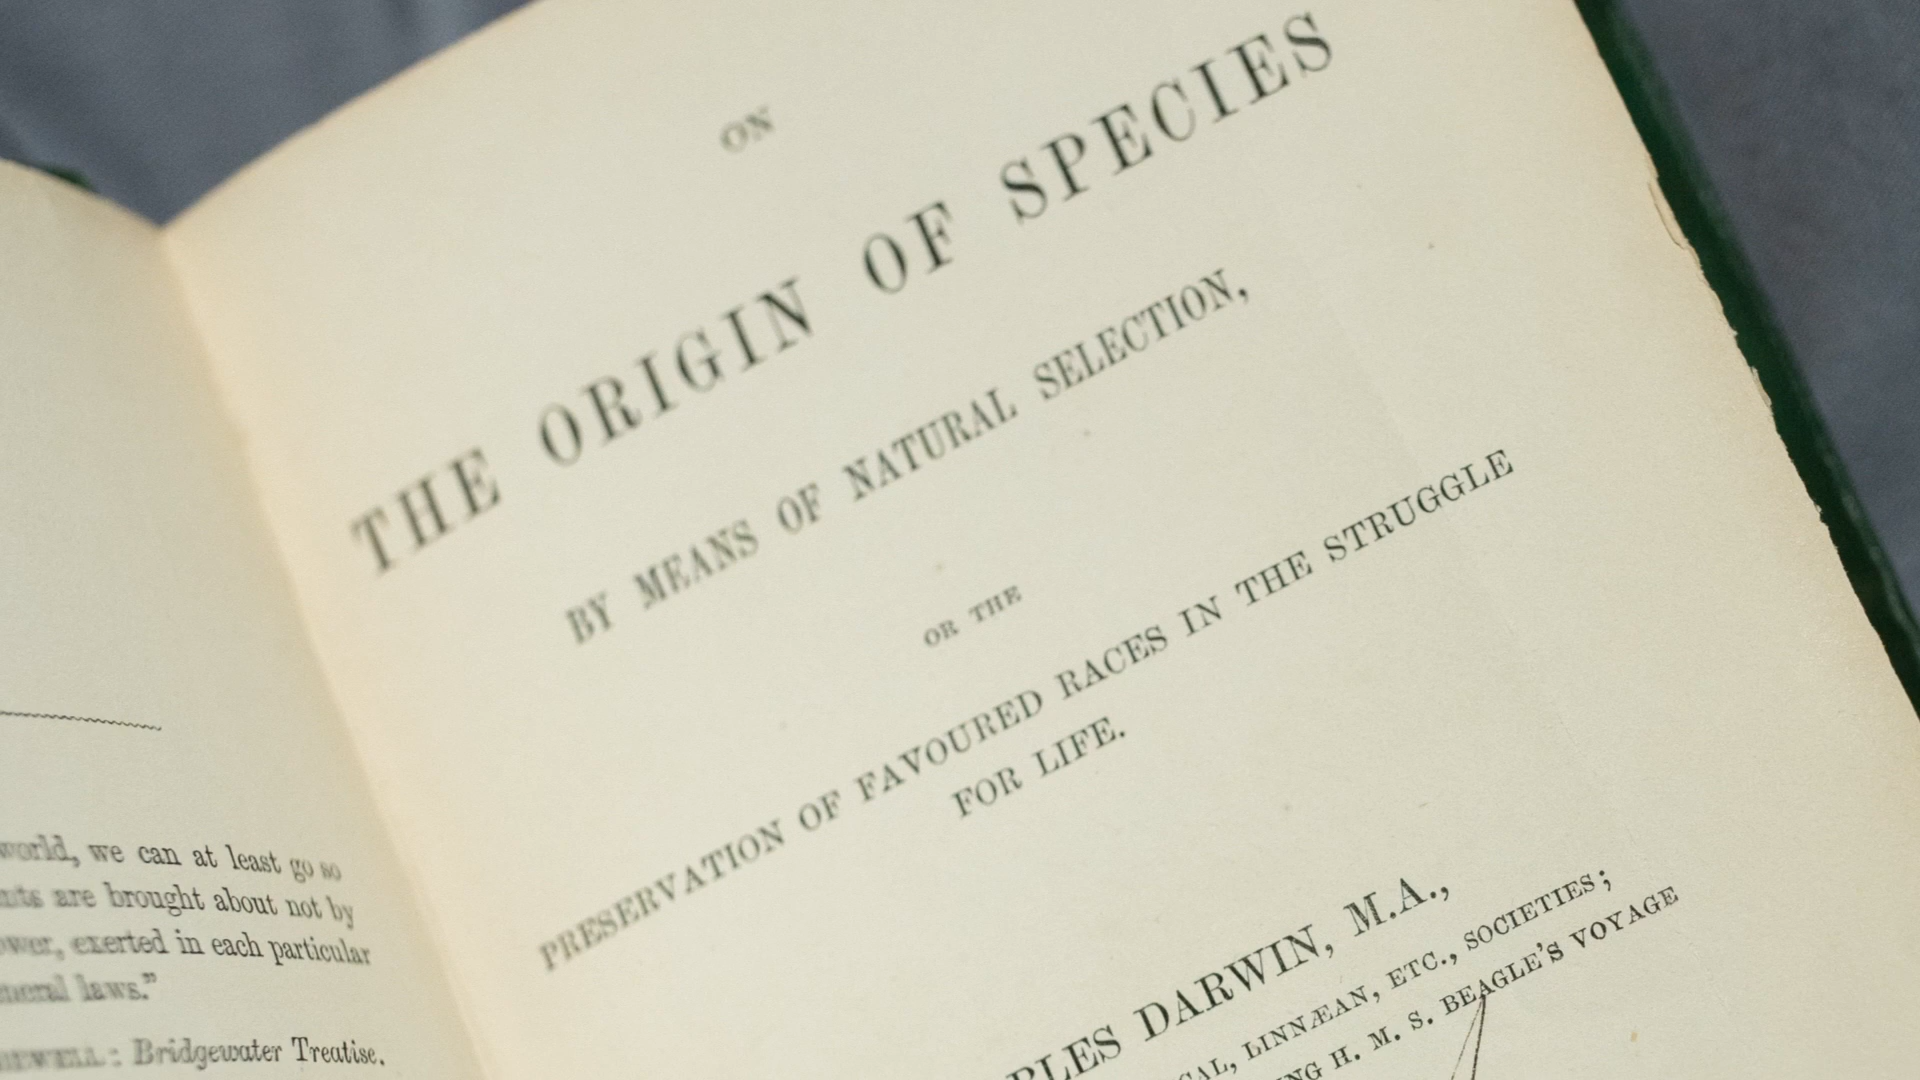 world, we can at least go so
are brought about not by
exerted in each particular
laws.”
: Bridgewater Treatise.
ON
THE ORIGIN OF SPECIES
BY MEANS OF NATURAL SELECTION,
OR THE
PRESERVATION OF FAVOURED RACES IN THE STRUGGLE
FOR LIFE.
DARWIN, M.A.,
LINNÆAN, ETC., SOCIETIES;
H. M. S. BEAGLE'S VOYAGE